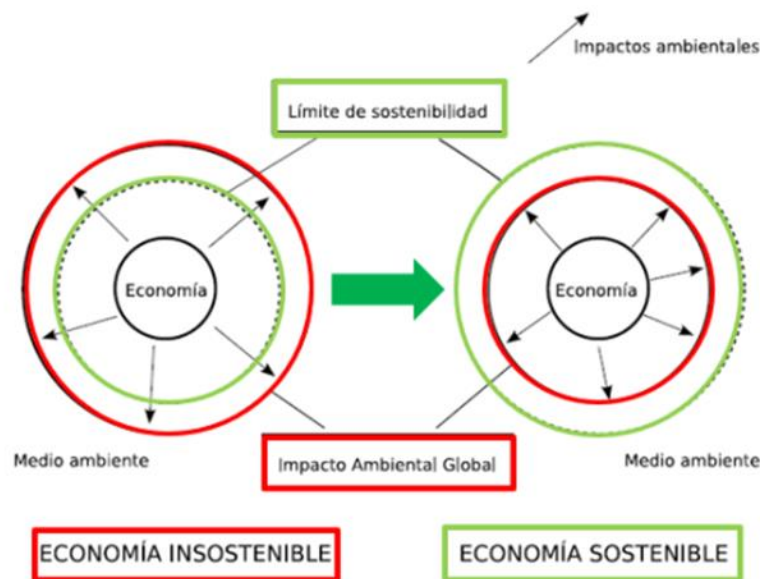 Impactos ambientales
Límite de sostenibilidad
Economía
Economía
Medio ambiente
Impacto Ambiental Global
Medio ambiente
ECONOMÍA INSOSTENIBLE
ECONOMÍA SOSTENIBLE